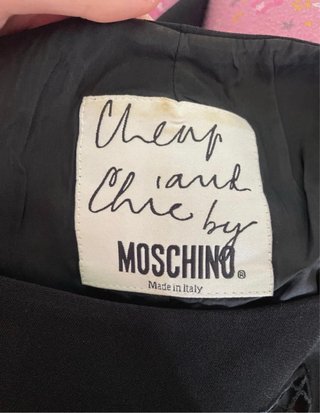 Cheap
and
Chic by
MOSCHINO®
Made in Italy